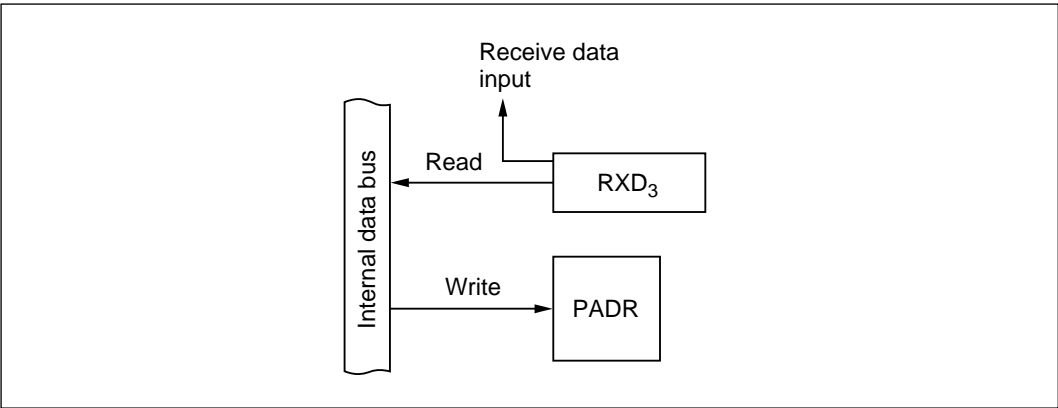 Receive data
input
Internal data bus
Read
RXD₃
Write
PADR